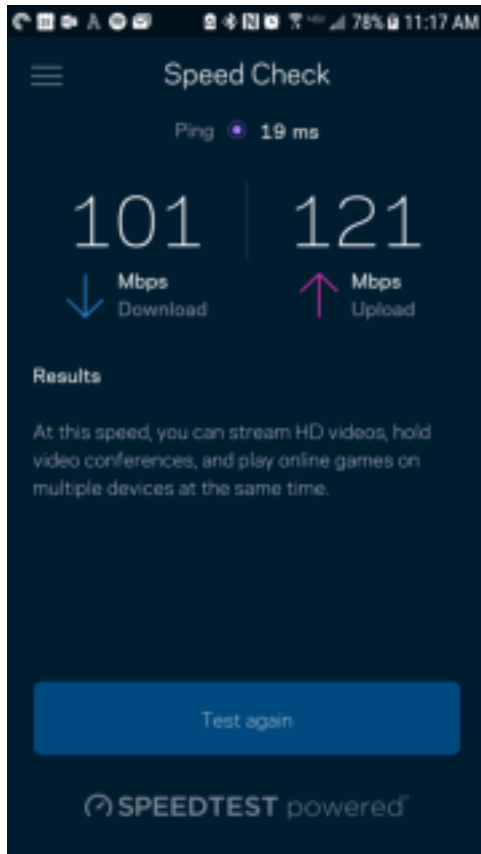 78% 11:17 AM
Speed Check
Ping 19 ms
101 121
Mbps Mbps
Download Upload
Results
At this speed, you can stream HD videos, hold
video conferences, and play online games on
multiple devices at the same time.
Test again
SPEEDTEST powered™